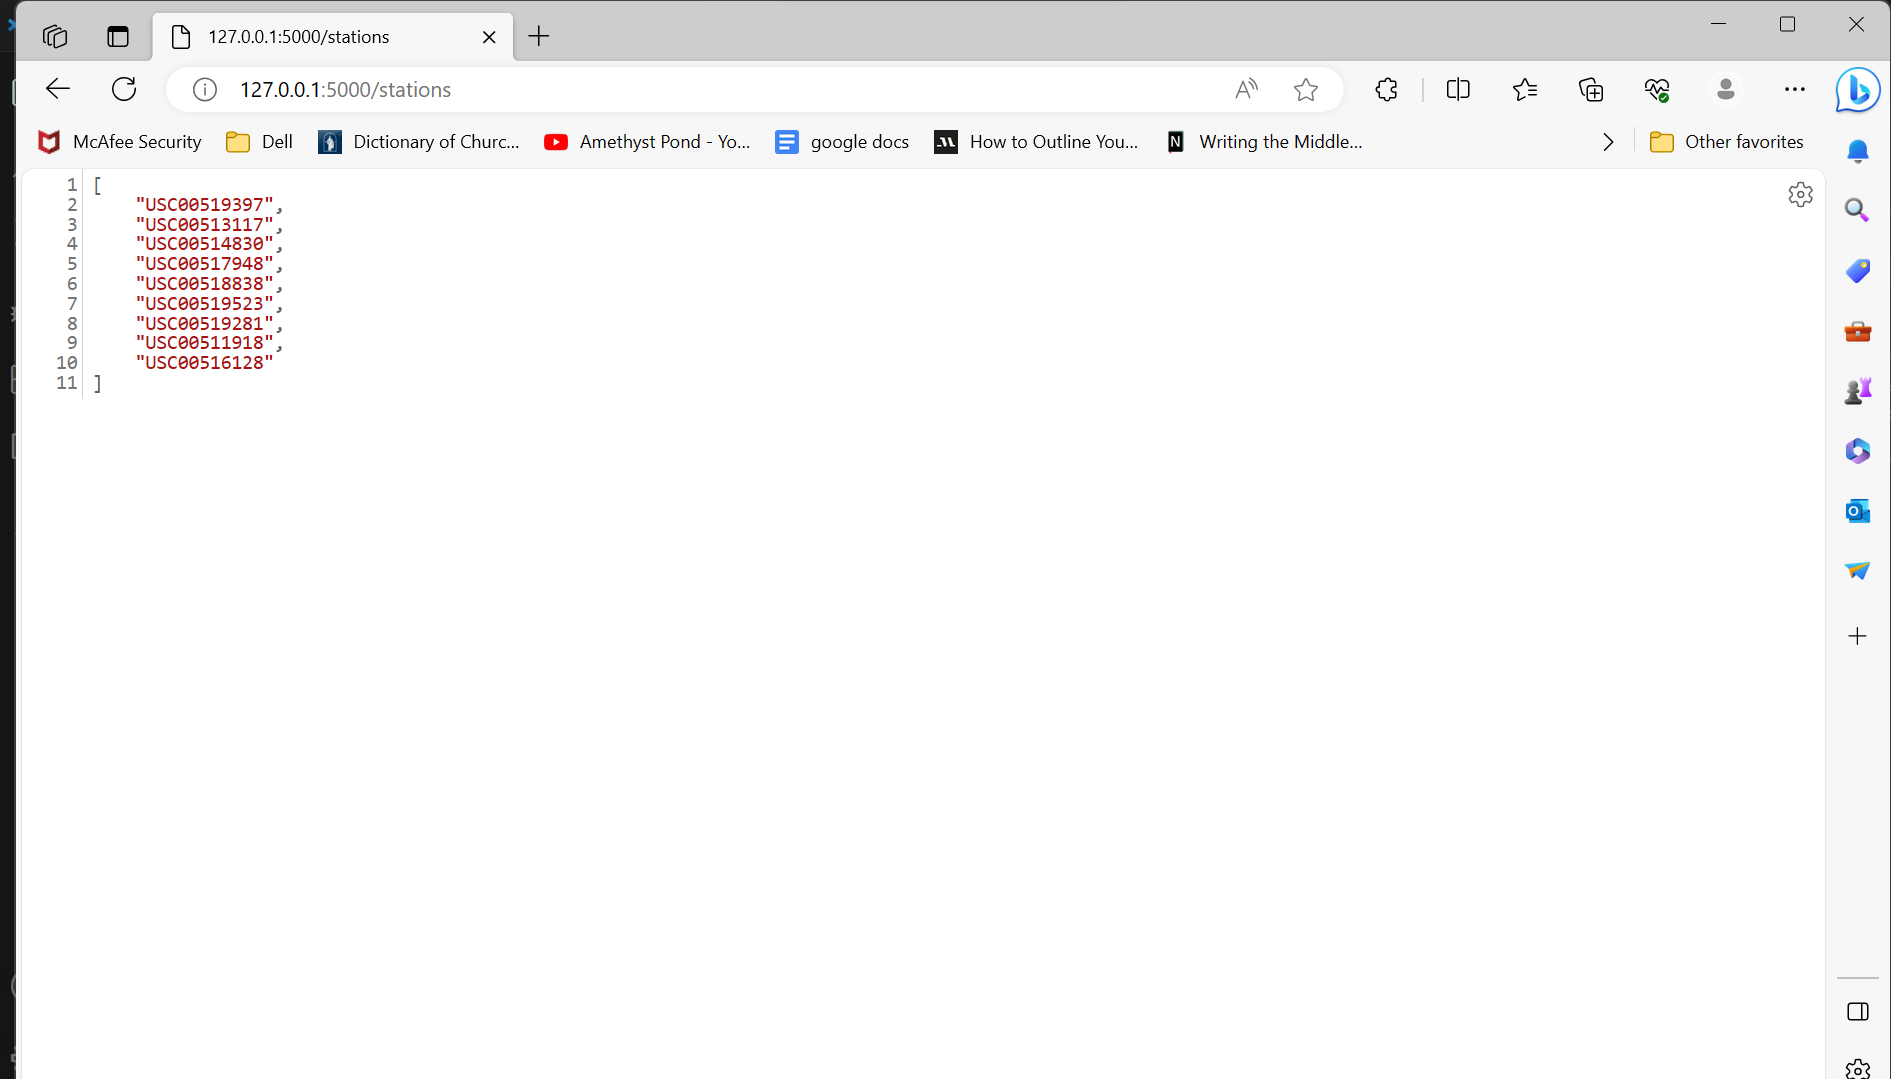 127.0.0.1:5000/stations
127.0.0.1:5000/stations
McAfee Security Dell Dictionary of Churc... Amethyst Pond - Yo... google docs How to Outline You... Writing the Middle... Other favorites
1 [
2 "USC00519397",
3 "USC00513117",
4 "USC00514830",
5 "USC00517948",
6 "USC00518838",
7 "USC00519523",
8 "USC00519281",
9 "USC00511918",
10 "USC00516128"
11 ]